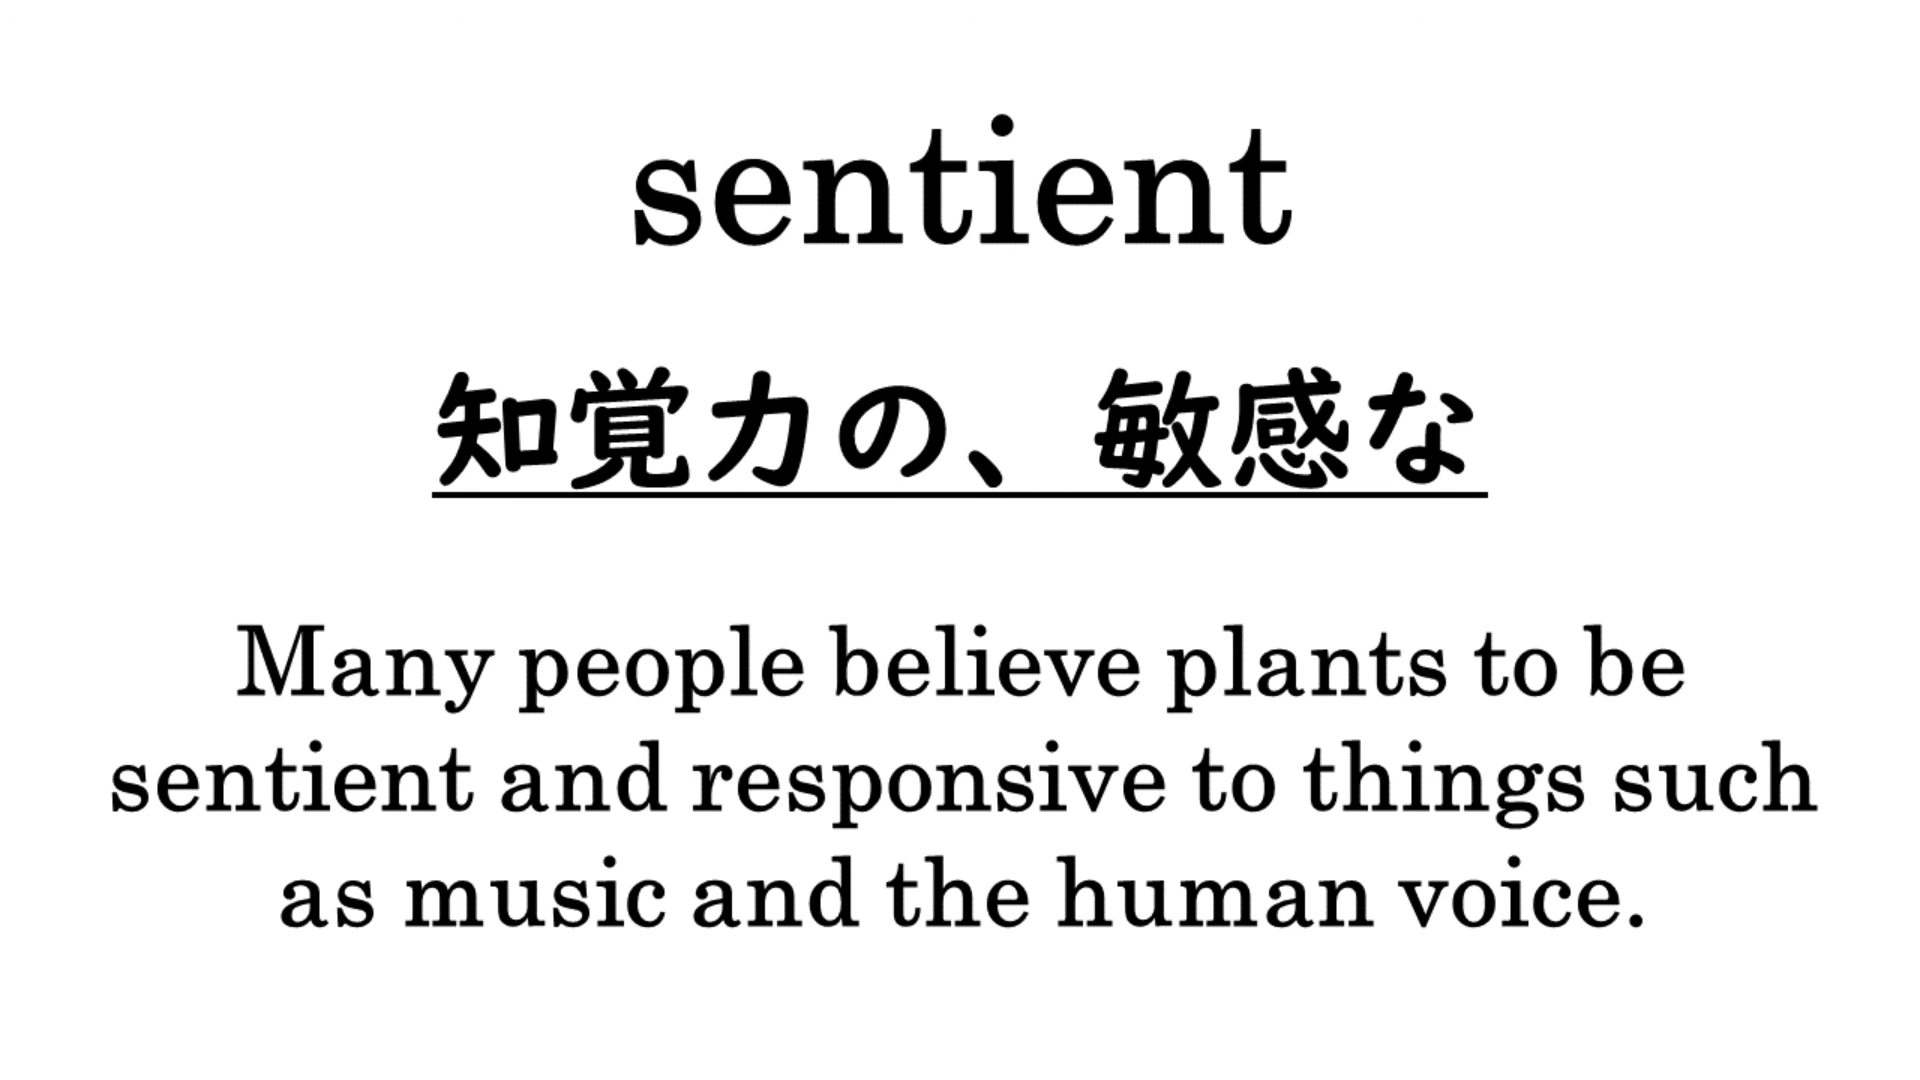 sentient
知覚力の、敏感な
Many people believe plants to be
sentient and responsive to things such
as music and the human voice.